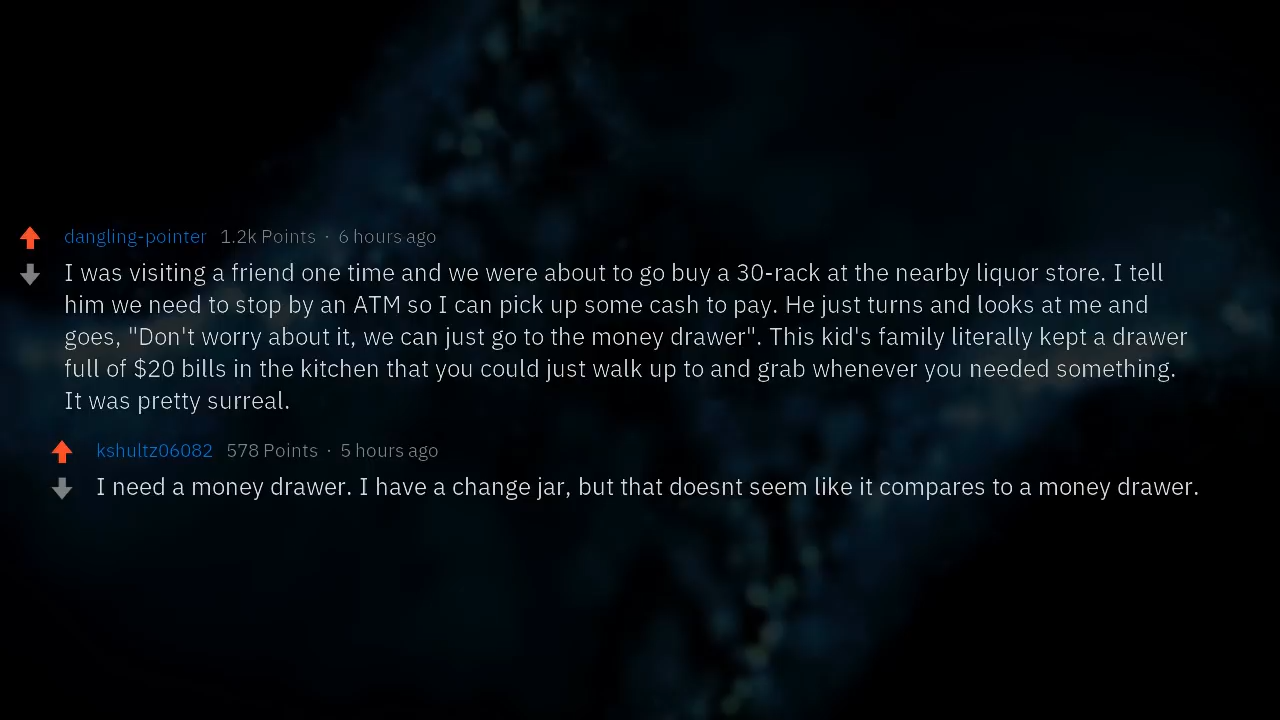 dangling-pointer 1.2k Points · 6 hours ago
I was visiting a friend one time and we were about to go buy a 30-rack at the nearby liquor store. I tell
him we need to stop by an ATM so I can pick up some cash to pay. He just turns and looks at me and
goes, "Don't worry about it, we can just go to the money drawer". This kid's family literally kept a drawer
full of $20 bills in the kitchen that you could just walk up to and grab whenever you needed something.
It was pretty surreal.
kshultz06082 578 Points · 5 hours ago
I need a money drawer. I have a change jar, but that doesnt seem like it compares to a money drawer.